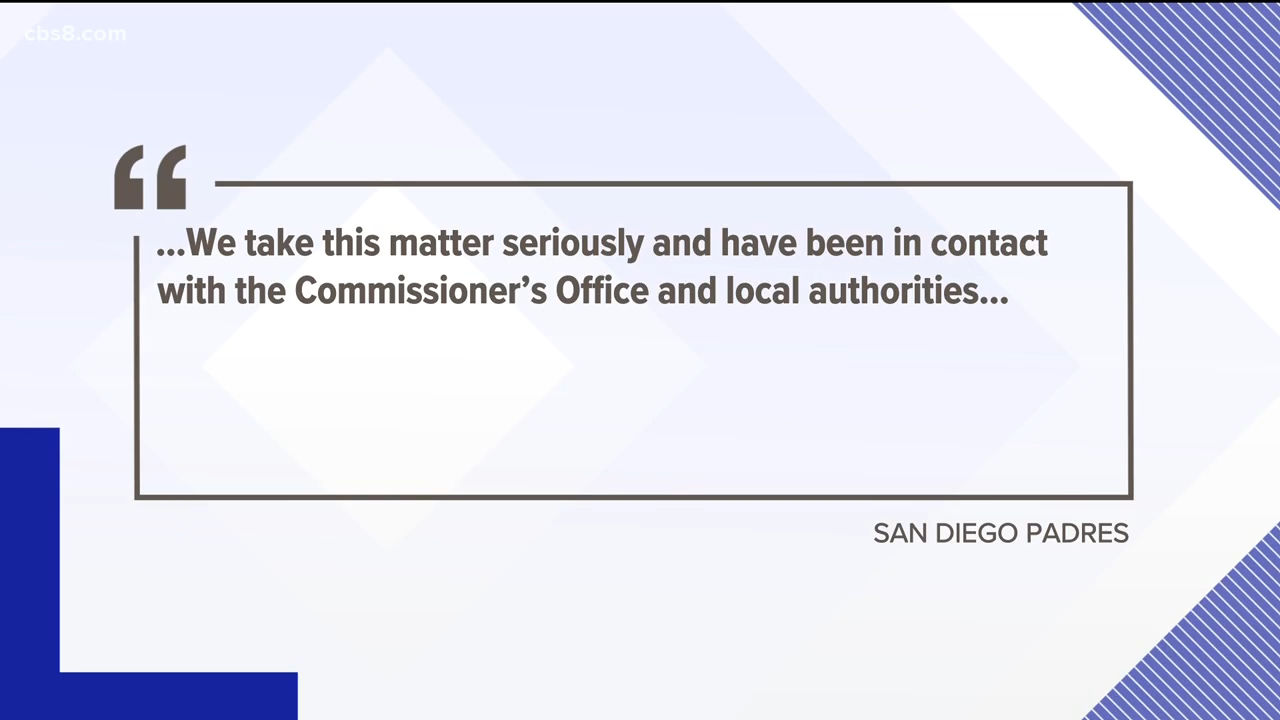 cbs8.com
“
...We take this matter seriously and have been in contact
with the Commissioner’s Office and local authorities...
SAN DIEGO PADRES